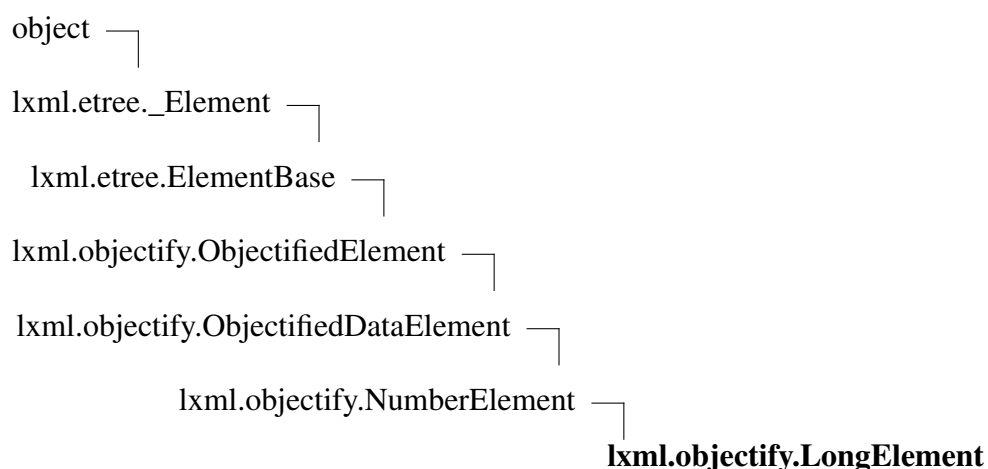 object
lxml.etree._Element
lxml.etree.ElementBase
lxml.objectify.ObjectifiedElement
lxml.objectify.ObjectifiedDataElement
lxml.objectify.NumberElement
lxml.objectify.LongElement